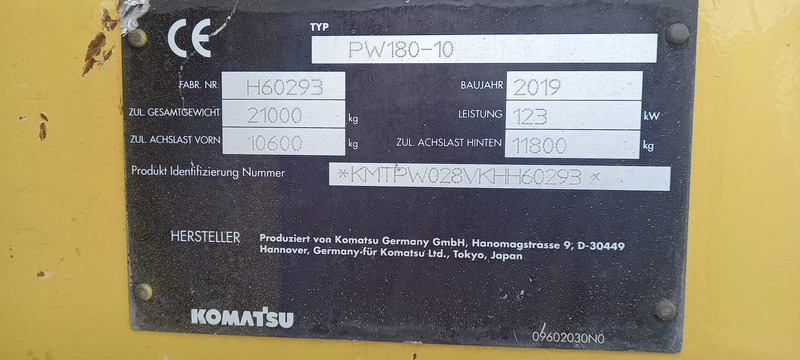 CE
TYP
PW180-10
FABR. NR. H60293 BAUJAHR 2019
ZUL. GESAMTGEWICHT 21000 kg LEISTUNG 123 kW
ZUL. ACHSLAST VORN 10600 kg ZUL. ACHSLAST HINTEN 11800 kg
Produkt Identifizierung Nummer *KMTPW028VKHH60293*
HERSTELLER Produziert von Komatsu Germany GmbH, Hanomagstrasse 9, D-30449
Hannover, Germany-für Komatsu Ltd., Tokyo, Japan
KOMATSU
09602030N0